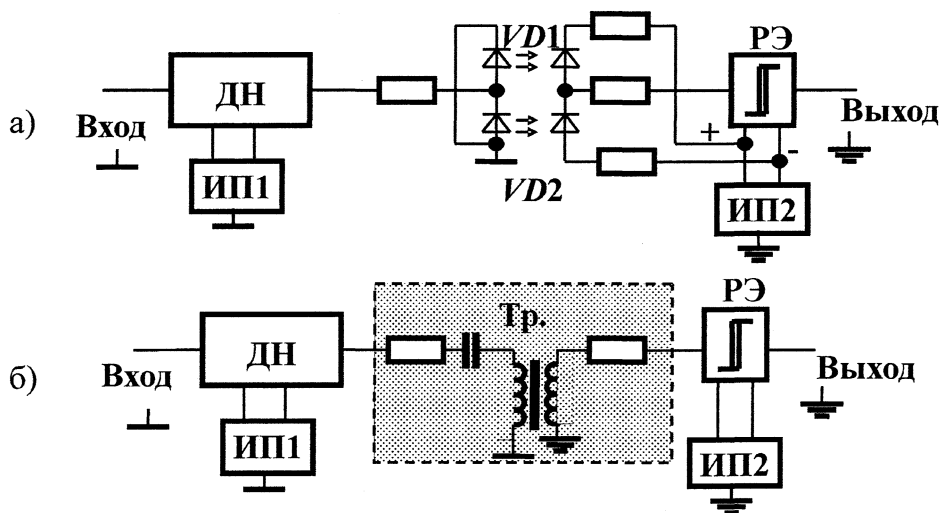 а)
Вход
ДН
ИП1
VD1
VD2
РЭ
+
-
ИП2
Выход
б)
Вход
ДН
ИП1
Тр.
РЭ
ИП2
Выход